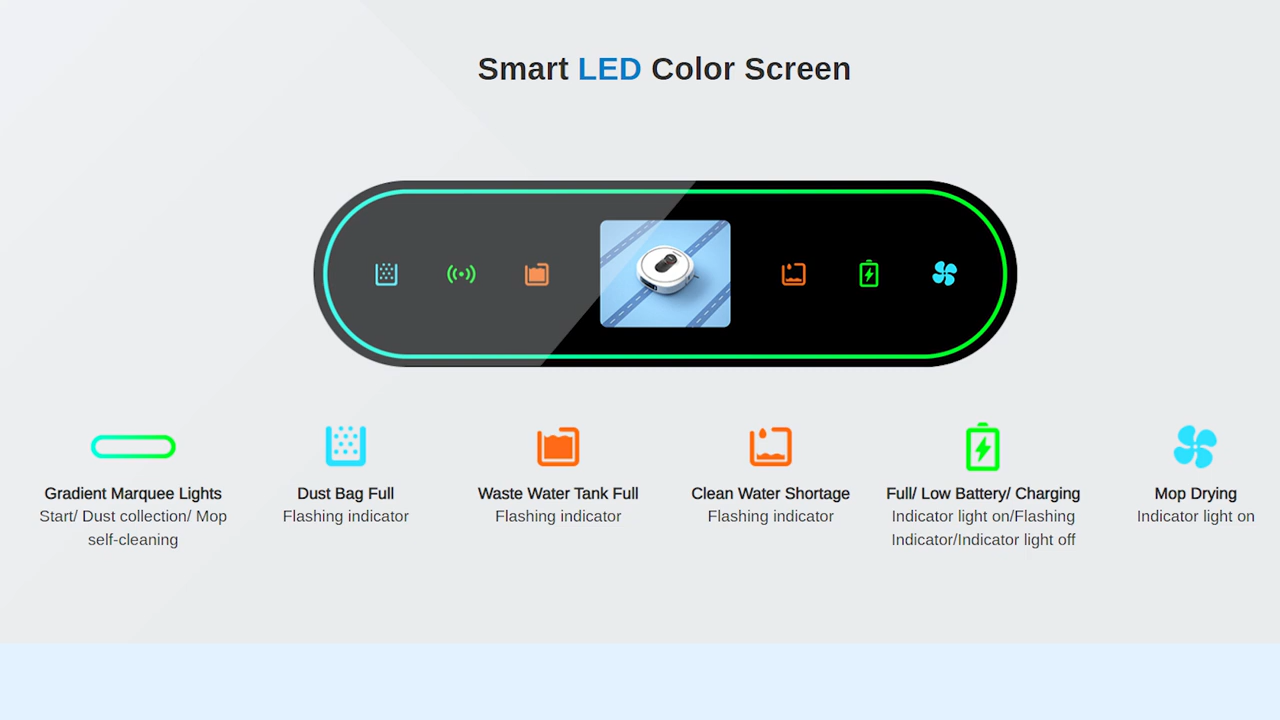 Smart LED Color Screen
Gradient Marquee Lights
Start/ Dust collection/ Mop
self-cleaning
Dust Bag Full
Flashing indicator
Waste Water Tank Full
Flashing indicator
Clean Water Shortage
Flashing indicator
Full/ Low Battery/ Charging
Indicator light on/Flashing
Indicator/Indicator light off
Mop Drying
Indicator light on